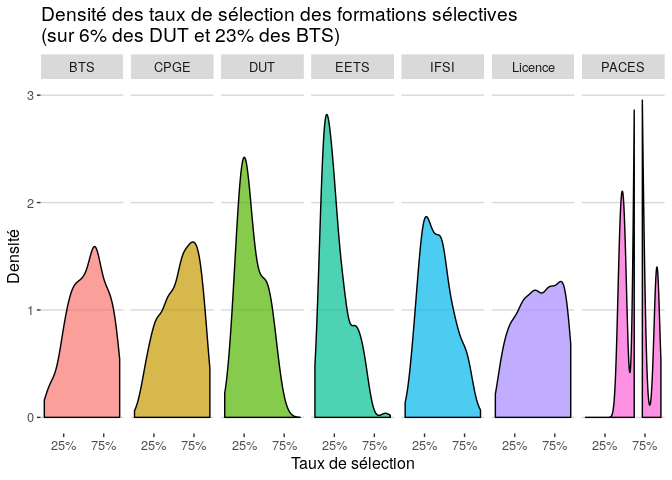 Densité des taux de sélection des formations sélectives
(sur 6% des DUT et 23% des BTS)
BTS CPGE DUT EETS IFSI Licence PACES
3
2
1
0
Densité
25% 75% 25% 75% 25% 75% 25% 75% 25% 75% 25% 75% 25% 75%
Taux de sélection